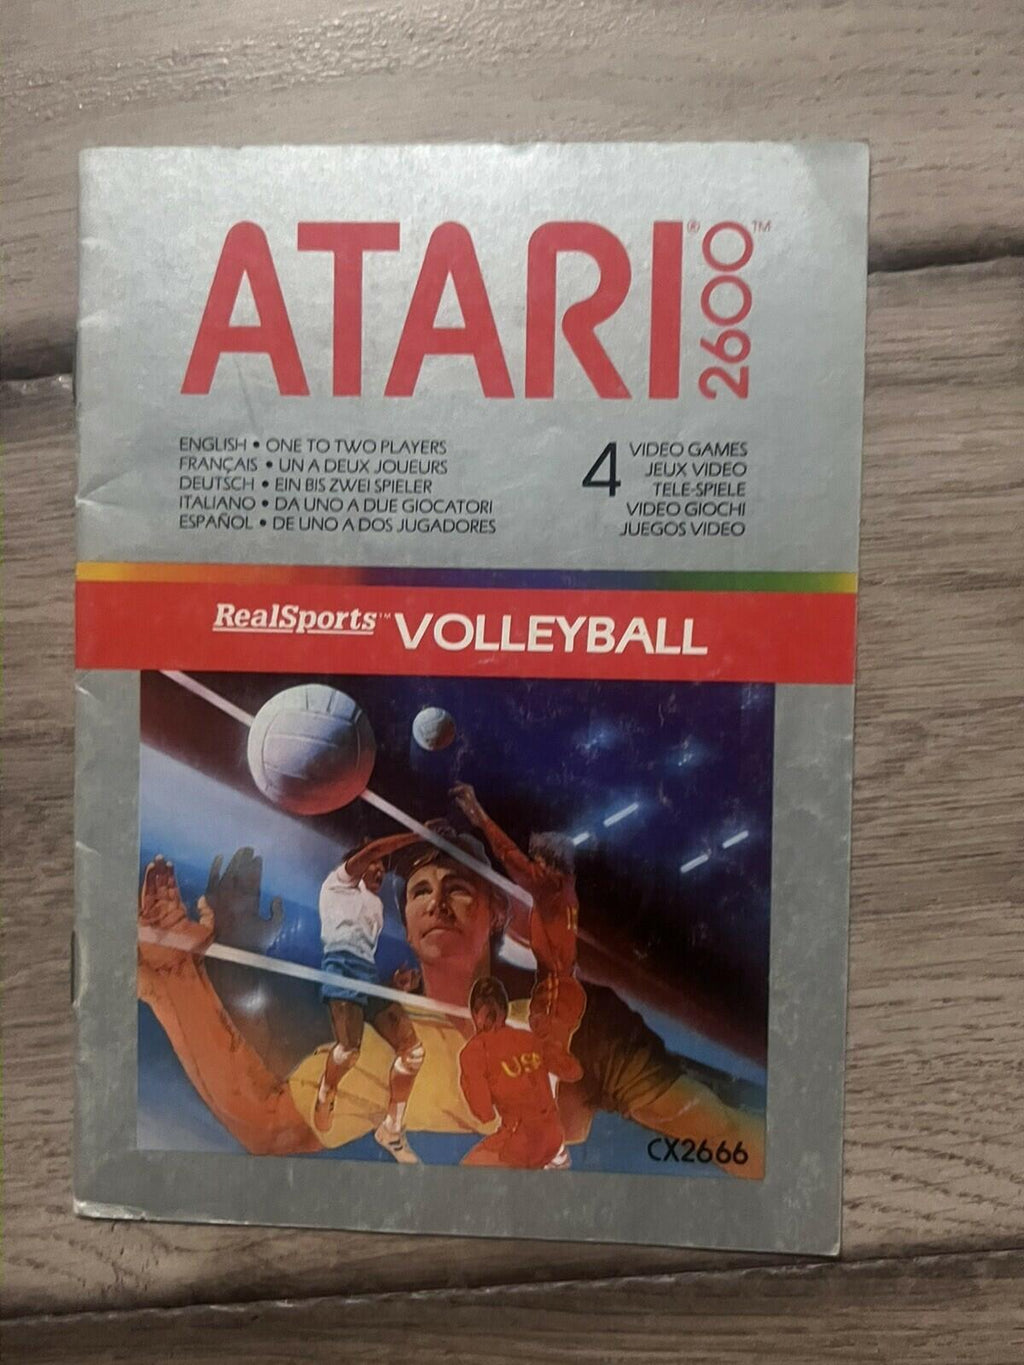 ATARI® 2600™
ENGLISH • ONE TO TWO PLAYERS
FRANÇAIS • UN A DEUX JOUEURS
DEUTSCH • EIN BIS ZWEI SPIELER
ITALIANO • DA UNO A DUE GIOCATORI
ESPAÑOL • DE UNO A DOS JUGADORES
4 VIDEO GAMES
JEUX VIDEO
TELE-SPIELE
VIDEO GIOCHI
JUEGOS VIDEO
RealSports™ VOLLEYBALL
USA
CX2666